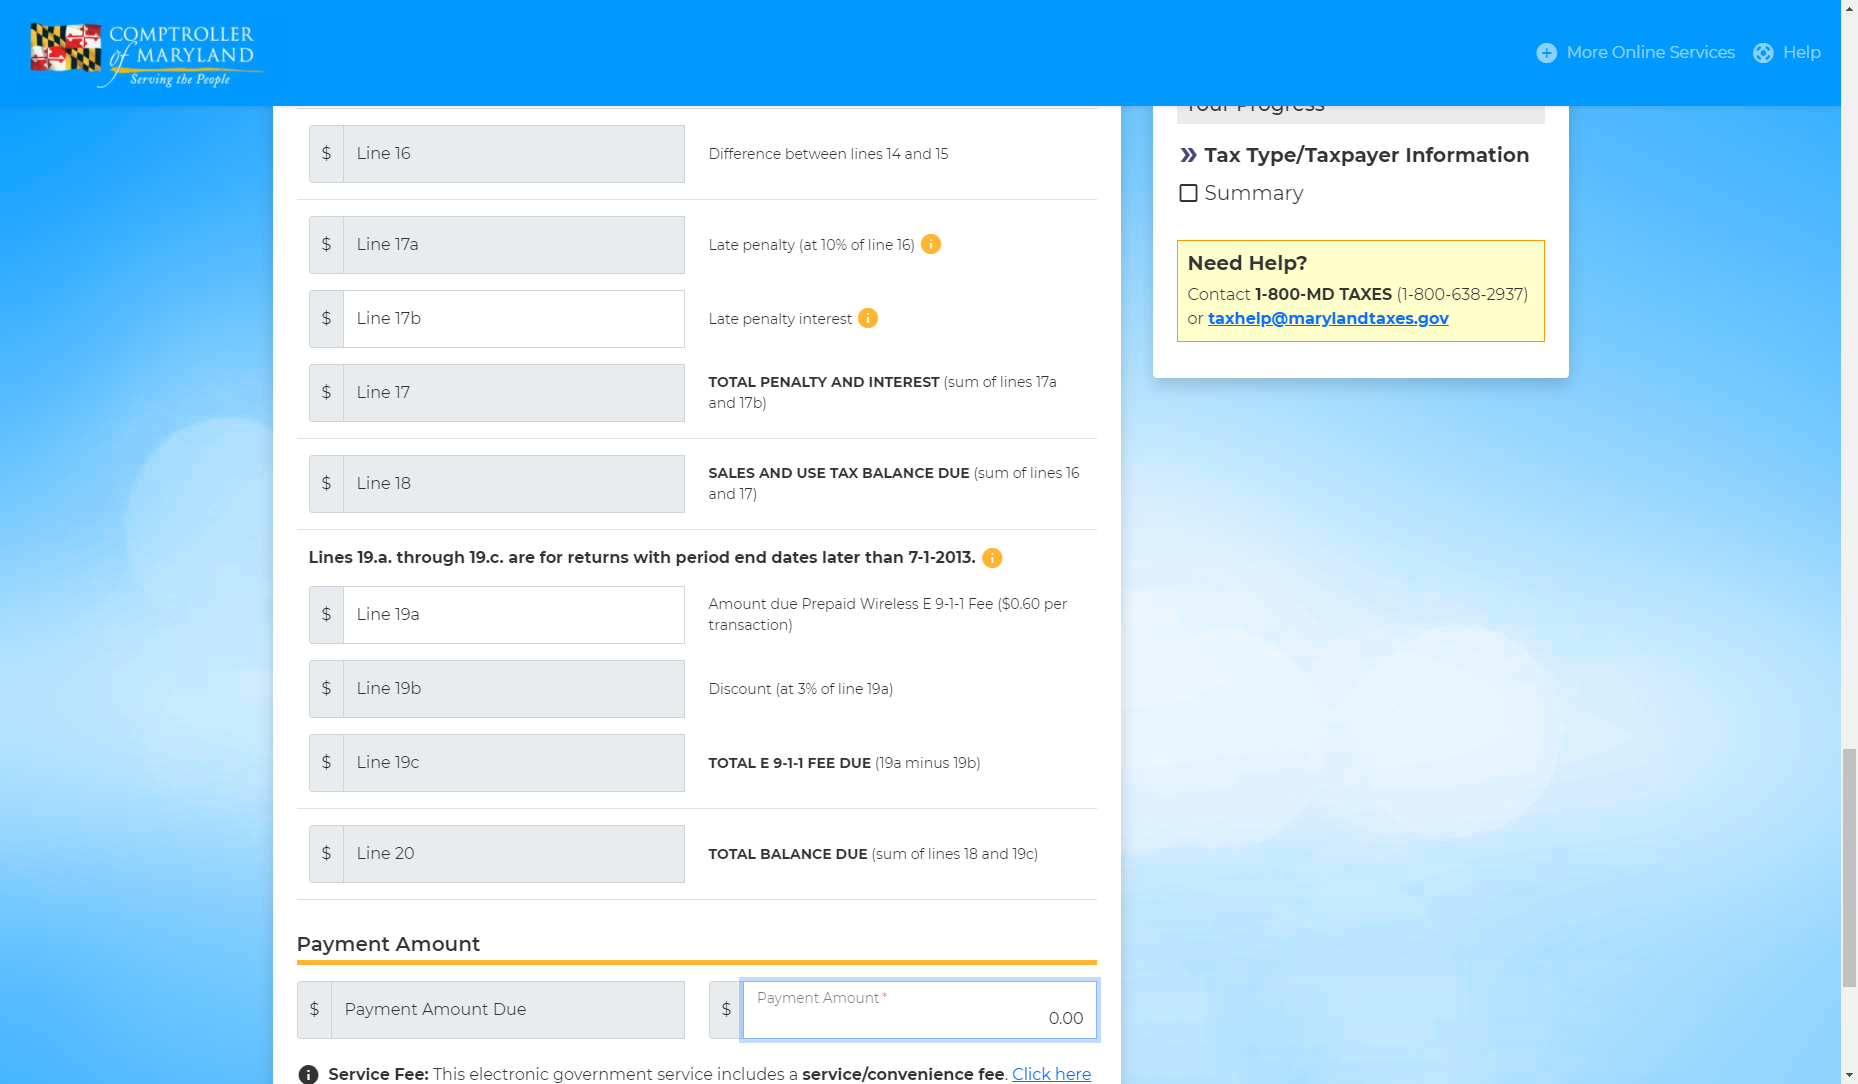 COMPTROLLER
of MARYLAND
Serving the People
More Online Services
Help
$ Line 16 Difference between lines 14 and 15
$ Line 17a Late penalty (at 10% of line 16)
$ Line 17b Late penalty interest
$ Line 17 TOTAL PENALTY AND INTEREST (sum of lines 17a
and 17b)
$ Line 18 SALES AND USE TAX BALANCE DUE (sum of lines 16
and 17)
Lines 19.a. through 19.c. are for returns with period end dates later than 7-1-2013.
$ Line 19a Amount due Prepaid Wireless E 9-1-1 Fee ($0.60 per
transaction)
$ Line 19b Discount (at 3% of line 19a)
$ Line 19c TOTAL E 9-1-1 FEE DUE (19a minus 19b)
$ Line 20 TOTAL BALANCE DUE (sum of lines 18 and 19c)
Payment Amount
$ Payment Amount Due
$ Payment Amount *
0.00
Service Fee: This electronic government service includes a service/convenience fee. Click here
Your Progress
Tax Type/Taxpayer Information
Summary
Need Help?
Contact 1-800-MD TAXES (1-800-638-2937)
or taxhelp@marylandtaxes.gov